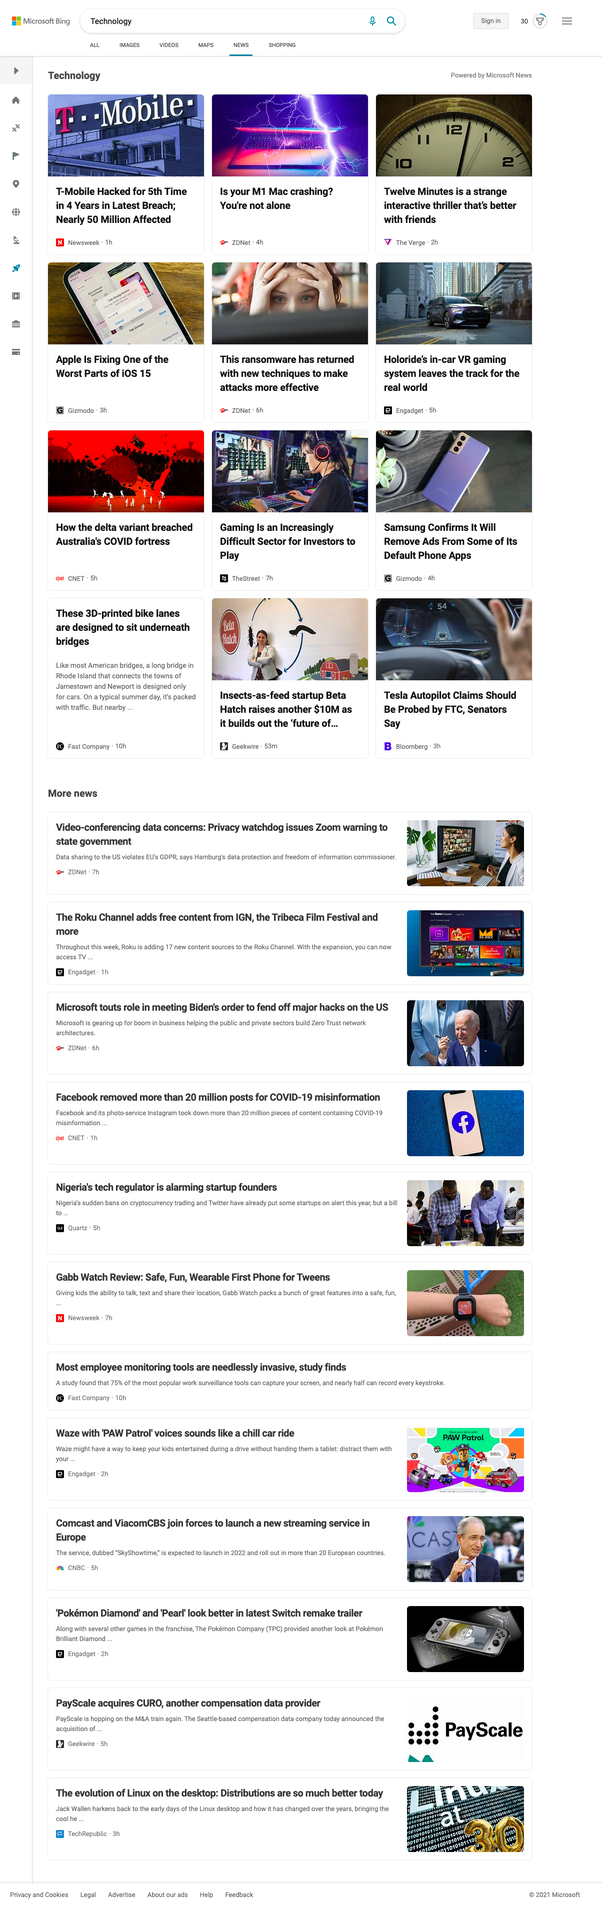 Microsoft Bing
Technology
Sign in
30
ALL
IMAGES
VIDEOS
MAPS
NEWS
SHOPPING
Technology
Powered by Microsoft News
T··Mobile·
T-Mobile Hacked for 5th Time
in 4 Years in Latest Breach;
Nearly 50 Million Affected
Newsweek · 1h
Is your M1 Mac crashing?
You're not alone
ZDNet · 4h
12
10
2
Twelve Minutes is a strange
interactive thriller that's better
with friends
The Verge · 2h
Apple Is Fixing One of the
Worst Parts of iOS 15
Gizmodo · 3h
This ransomware has returned
with new techniques to make
attacks more effective
ZDNet · 6h
Holoride's in-car VR gaming
system leaves the track for the
real world
Engadget · 5h
How the delta variant breached
Australia's COVID fortress
CNET · 5h
Gaming Is an Increasingly
Difficult Sector for Investors to
Play
TheStreet · 7h
Samsung Confirms It Will
Remove Ads From Some of Its
Default Phone Apps
Gizmodo · 4h
These 3D-printed bike lanes
are designed to sit underneath
bridges
Like most American bridges, a long bridge in
Rhode Island that connects the towns of
Jamestown and Newport is designed only
for cars. On a typical summer day, it's packed
with traffic. But nearby ...
Fast Company · 10h
Beta
Hatch
Insects-as-feed startup Beta
Hatch raises another $10M as
it builds out the 'future of...
Geekwire · 53m
54
Tesla Autopilot Claims Should
Be Probed by FTC, Senators
Say
Bloomberg · 3h
More news
Video-conferencing data concerns: Privacy watchdog issues Zoom warning to
state government
Data sharing to the US violates EU's GDPR, says Hamburg's data protection and freedom of information commissioner.
ZDNet · 7h
The Roku Channel adds free content from IGN, the Tribeca Film Festival and
more
Throughout this week, Roku is adding 17 new content sources to the Roku Channel. With the expansion, you can now
access TV ...
Engadget · 1h
Microsoft touts role in meeting Biden's order to fend off major hacks on the US
Microsoft is gearing up for boom in business helping the public and private sectors build Zero Trust network
architectures.
ZDNet · 6h
Facebook removed more than 20 million posts for COVID-19 misinformation
Facebook and its photo-service Instagram took down more than 20 million pieces of content containing COVID-19
misinformation ...
CNET · 1h
Nigeria's tech regulator is alarming startup founders
Nigeria's sudden bans on cryptocurrency trading and Twitter have already put some startups on alert this year, but a bill
to ...
Quartz · 5h
Gabb Watch Review: Safe, Fun, Wearable First Phone for Tweens
Giving kids the ability to talk, text and share their location, Gabb Watch packs a bunch of great features into a safe, fun,
...
Newsweek · 7h
Most employee monitoring tools are needlessly invasive, study finds
A study found that 75% of the most popular work surveillance tools can capture your screen, and nearly half can record every keystroke.
Fast Company · 10h
Waze with 'PAW Patrol' voices sounds like a chill car ride
Waze might have a way to keep your kids entertained during a drive without handing them a tablet: distract them with
your ...
Engadget · 2h
PAW Patrol
Comcast and ViacomCBS join forces to launch a new streaming service in
Europe
The service, dubbed "SkyShowtime," is expected to launch in 2022 and roll out in more than 20 European countries.
CNBC · 5h
CAS
'Pokémon Diamond' and 'Pearl' look better in latest Switch remake trailer
Along with several other games in the franchise, The Pokémon Company (TPC) provided another look at Pokémon
Brilliant Diamond ...
Engadget · 2h
PayScale acquires CURO, another compensation data provider
PayScale is hopping on the M&A train again. The Seattle-based compensation data company today announced the
acquisition of ...
Geekwire · 5h
PayScale
The evolution of Linux on the desktop: Distributions are so much better today
Jack Wallen harkens back to the early days of the Linux desktop and how it has changed over the years, bringing the
cool he ...
TechRepublic · 3h
Linux
at
30
Privacy and Cookies
Legal
Advertise
About our ads
Help
Feedback
© 2021 Microsoft